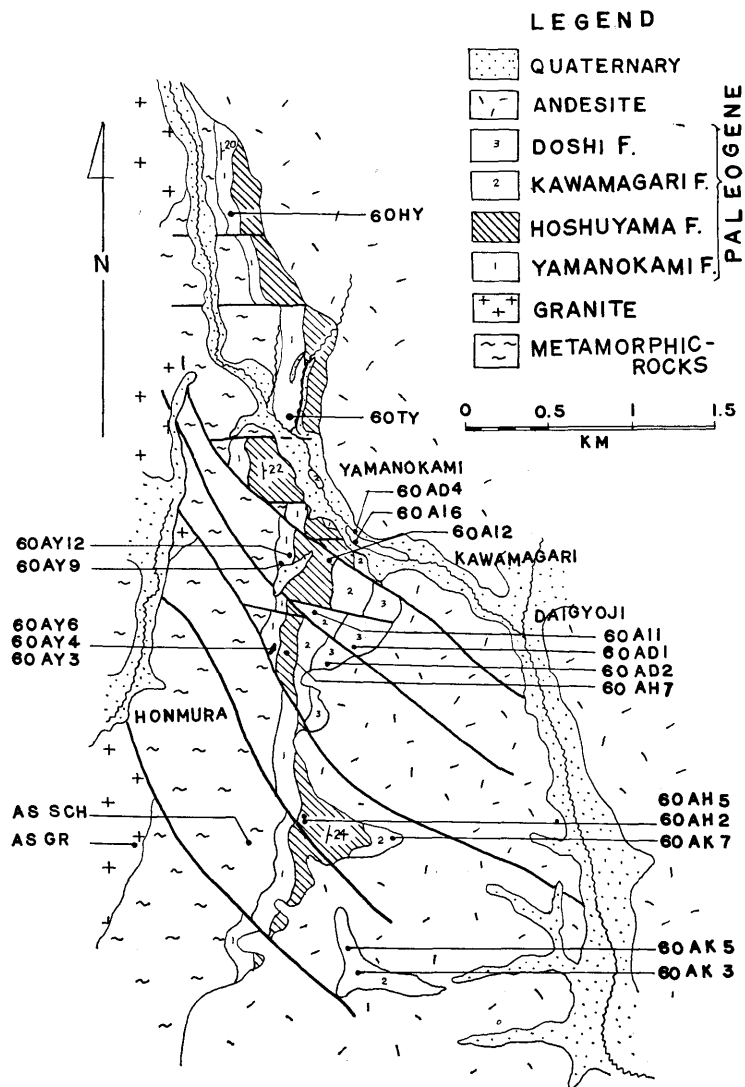 LEGEND
QUATERNARY
ANDESITE
3 DOSHI F.
2 KAWAMAGARI F.
HOSHUYAMA F.
1 YAMANOKAMI F.
GRANITE
METAMORPHIC-
ROCKS
PALEOGENE
0 0.5 1 1.5
KM
N
20
60HY
60TY
22
YAMANOKAMI
60AD4
60AI6
60AI2
KAWAMAGARI
60AY12
60AY9
DAIGYOJI
60AY6
60AY4
60AY3
60AI1
60AD1
60AD2
60AH7
HONMURA
60AH5
60AH2
60AK7
24
AS SCH
AS GR
60AK5
60AK3